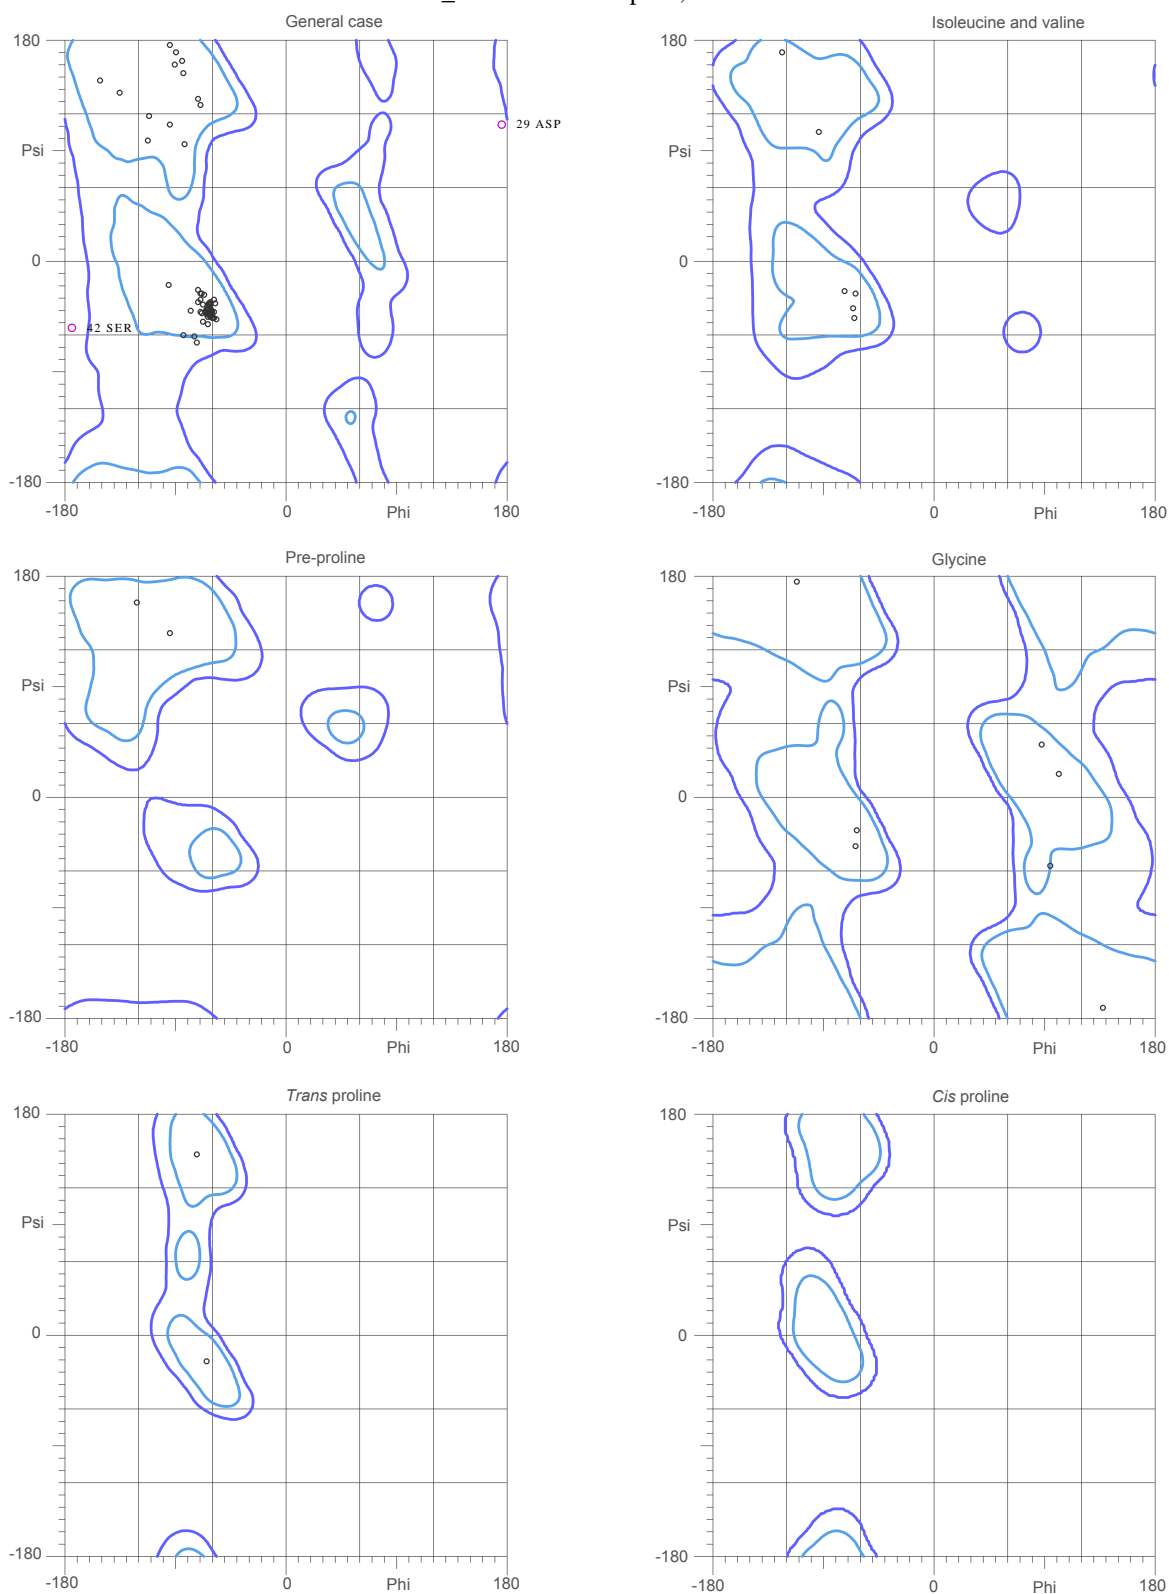 General case
Isoleucine and valine
180
180
29 ASP
Psi
Psi
0
0
42 SER
-180
-180
-180
0
Phi
180
-180
0
Phi
180
Pre-proline
Glycine
180
180
Psi
Psi
0
0
-180
-180
-180
0
Phi
180
-180
0
Phi
180
Trans proline
Cis proline
180
180
Psi
Psi
0
0
-180
-180
-180
0
Phi
180
-180
0
Phi
180